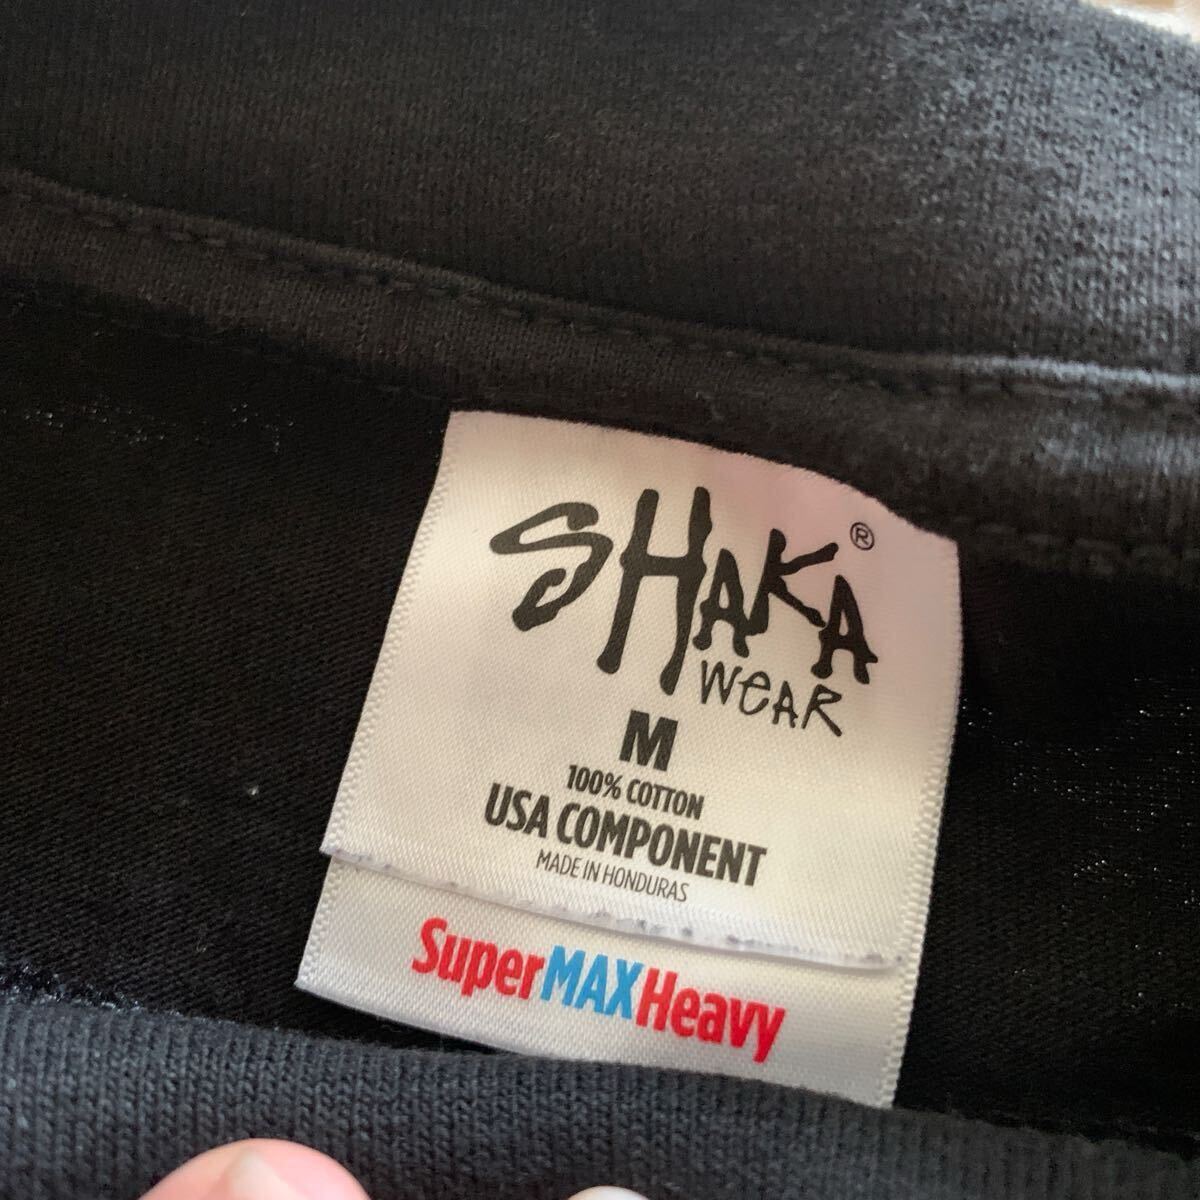 SHAKA®
WEAR
M
100% COTTON
USA COMPONENT
MADE IN HONDURAS
SuperMAXHeavy